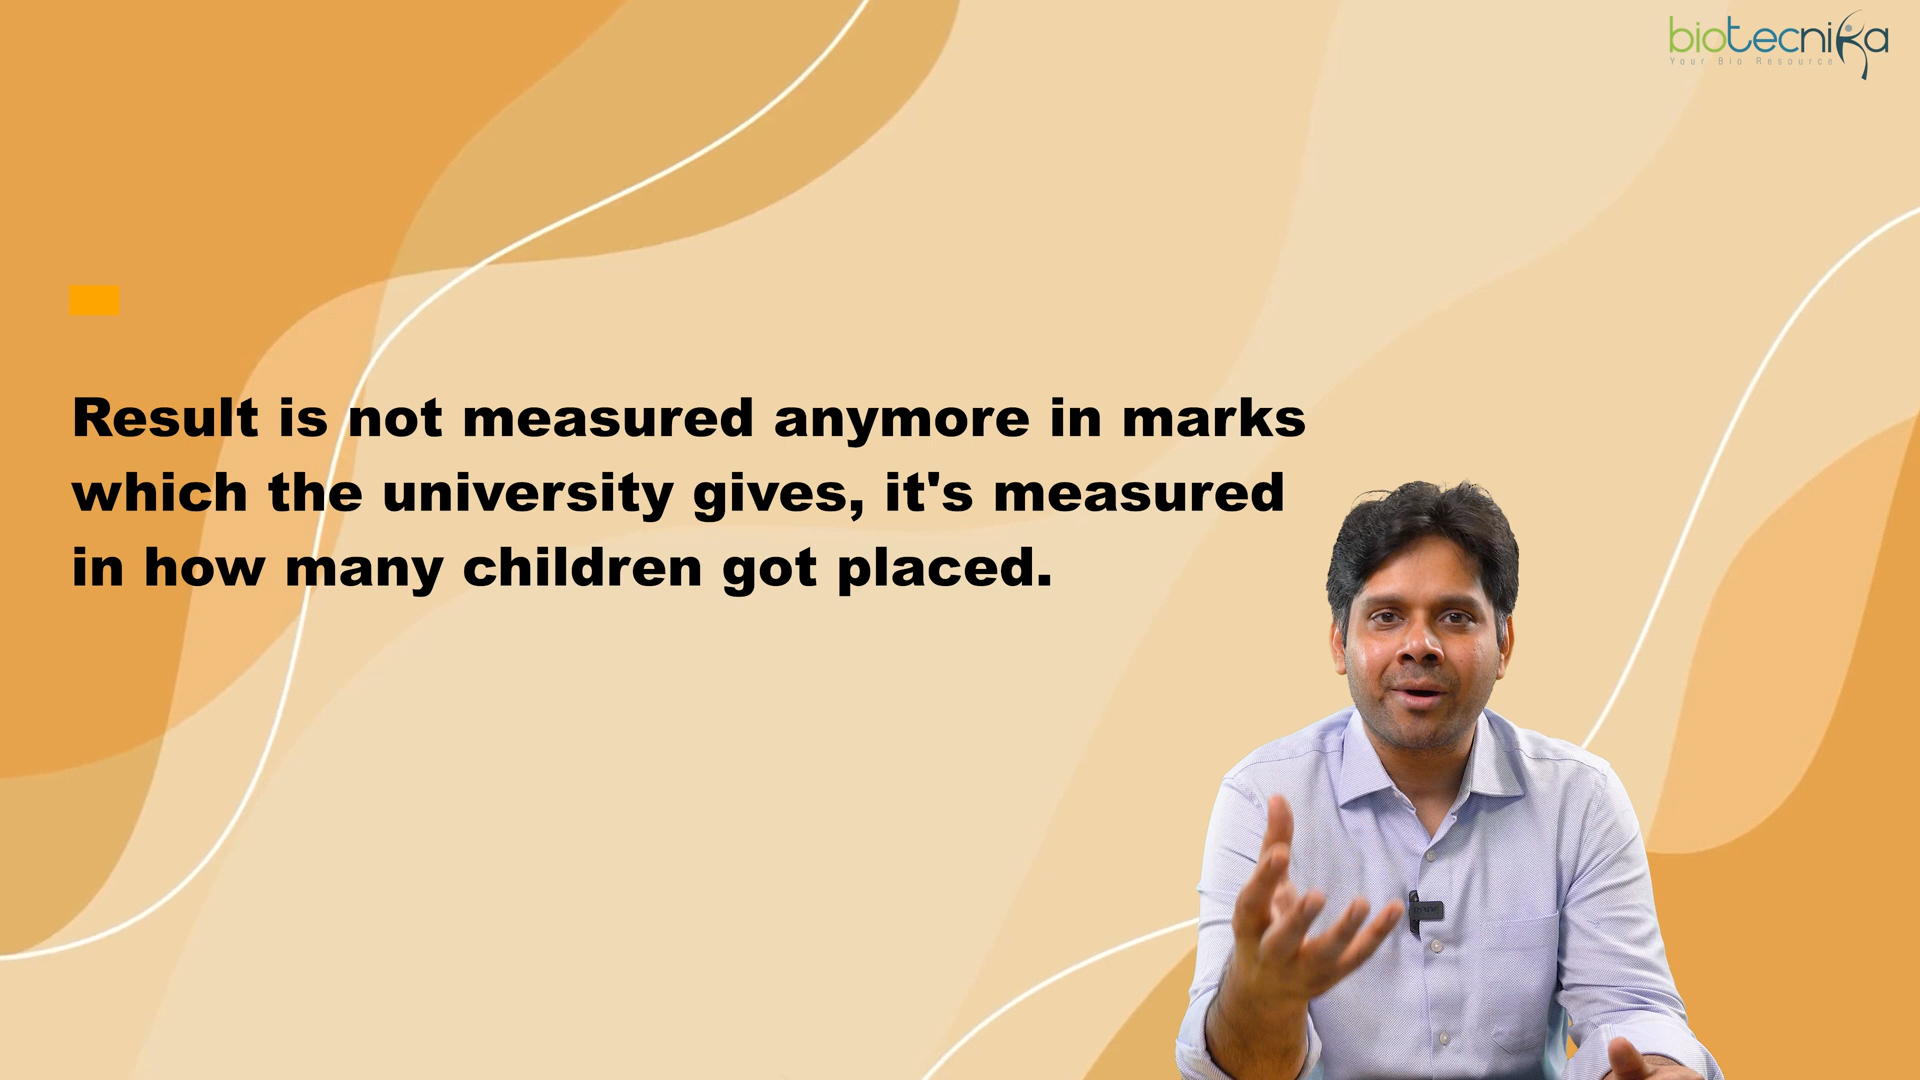 biotecnika
Your Bio Resource
Result is not measured anymore in marks
which the university gives, it's measured
in how many children got placed.
RODE